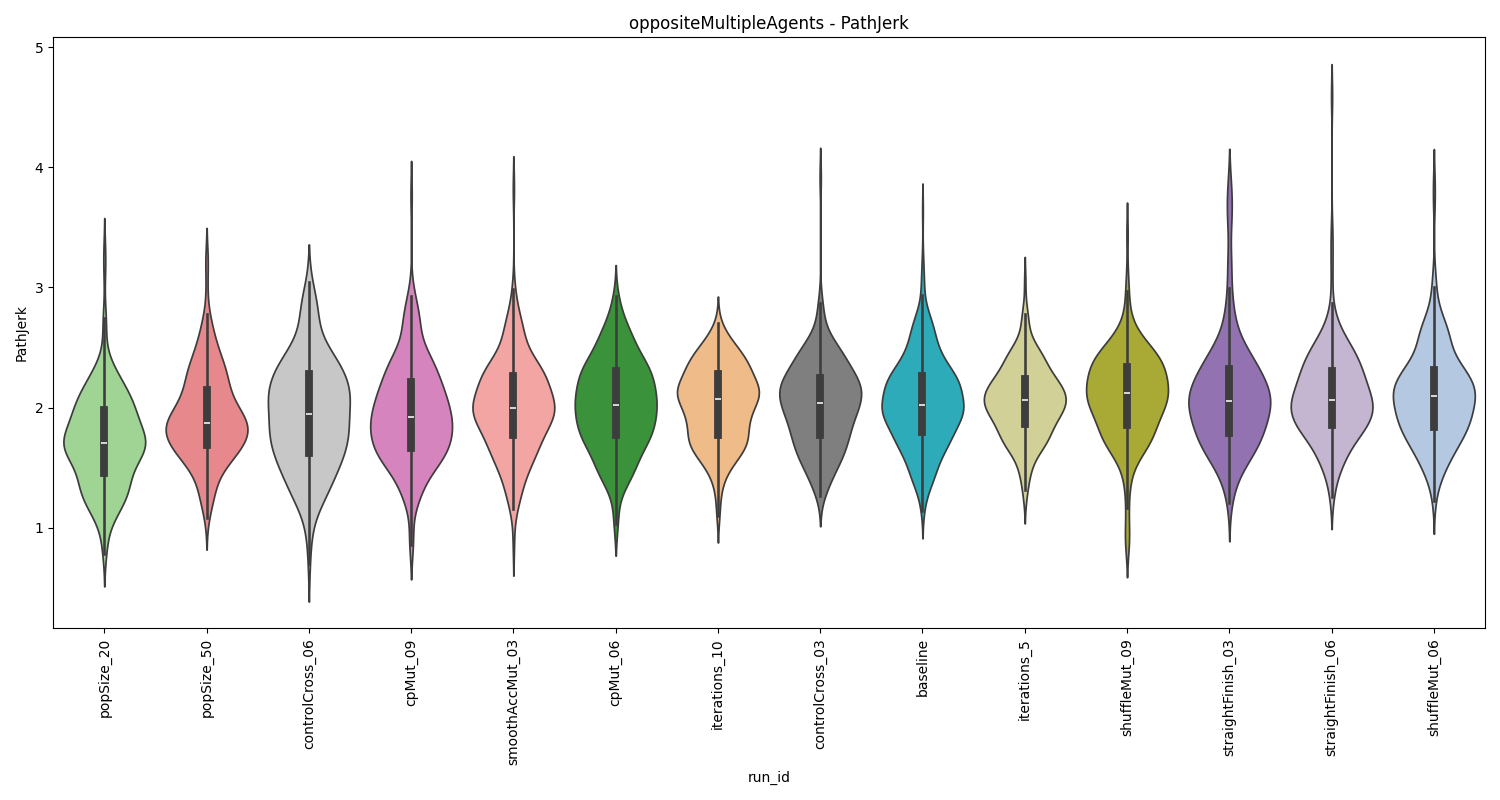 oppositeMultipleAgents - PathJerk
5
4
3
2
1
PathJerk
popSize_20
popSize_50
controlCross_06
cpMut_09
smoothAccMut_03
cpMut_06
iterations_10
controlCross_03
baseline
iterations_5
shuffleMut_09
straightFinish_03
straightFinish_06
shuffleMut_06
run_id